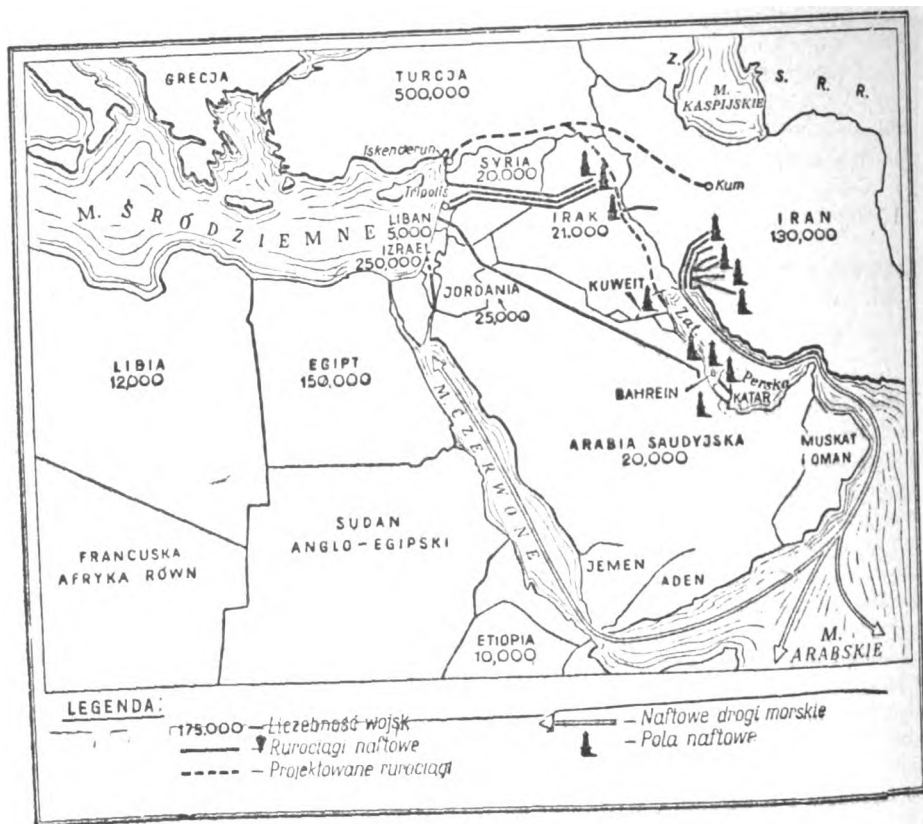 GRECJA
TURCJA
500,000
Z. S. R. R.
M.
KASPIJSKIE
Iskenderun
SYRIA
20.000
Kum
Tripolis
M. ŚRÓDZIEMNE
LIBAN
5,000
IZRAEL
250,000
IRAK
21.000
IRAN
130,000
JORDANIA
25,000
KUWEIT
Zat. Perska
LIBIA
12,000
EGIPT
150,000
BAHREIN
KATAR
M. CZERWONE
ARABIA SAUDYJSKA
20,000
MUSKAT
I OMAN
SUDAN
ANGLO-EGIPSKI
FRANCUSKA
AFRYKA RÓWN
JEMEN
ADEN
ETIOPIA
10,000
M.
ARABSKIE
LEGENDA:
175.000 – Liczebność wojsk
– Rurociągi naftowe
– Projektowane rurociągi
– Naftowe drogi morskie
– Pola naftowe